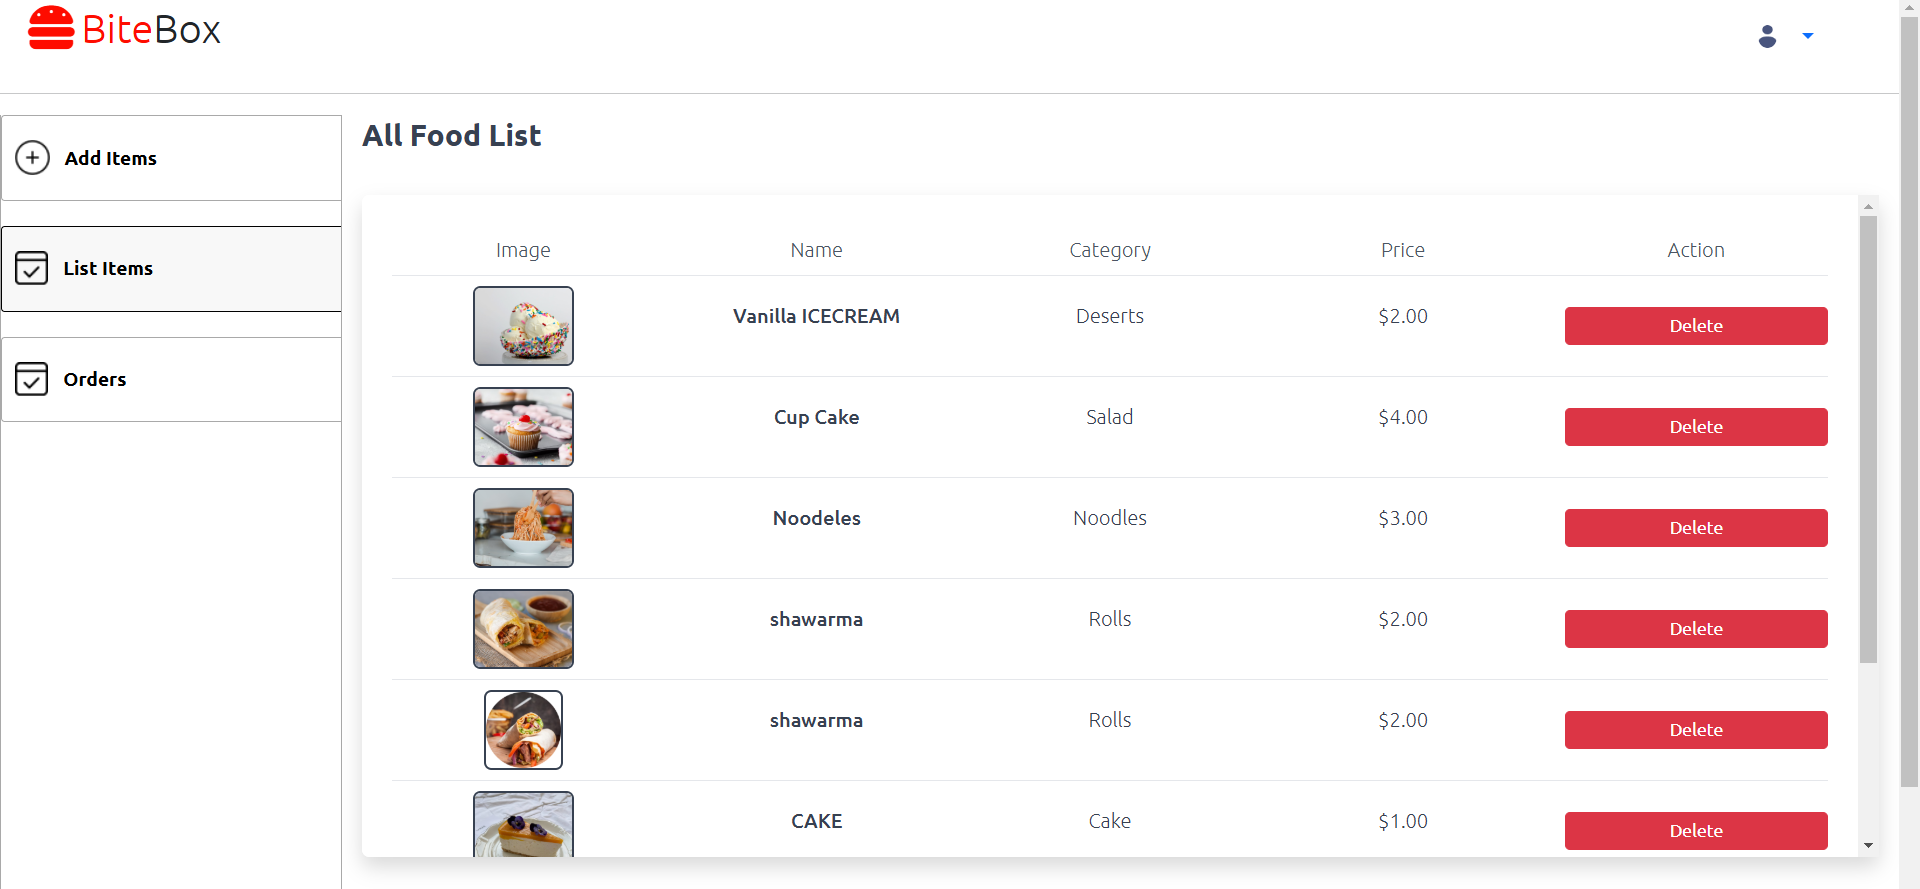 BiteBox
Add Items
List Items
Orders
All Food List
Image Name Category Price Action
Vanilla ICECREAM Deserts $2.00 Delete
Cup Cake Salad $4.00 Delete
Noodeles Noodles $3.00 Delete
shawarma Rolls $2.00 Delete
shawarma Rolls $2.00 Delete
CAKE Cake $1.00 Delete